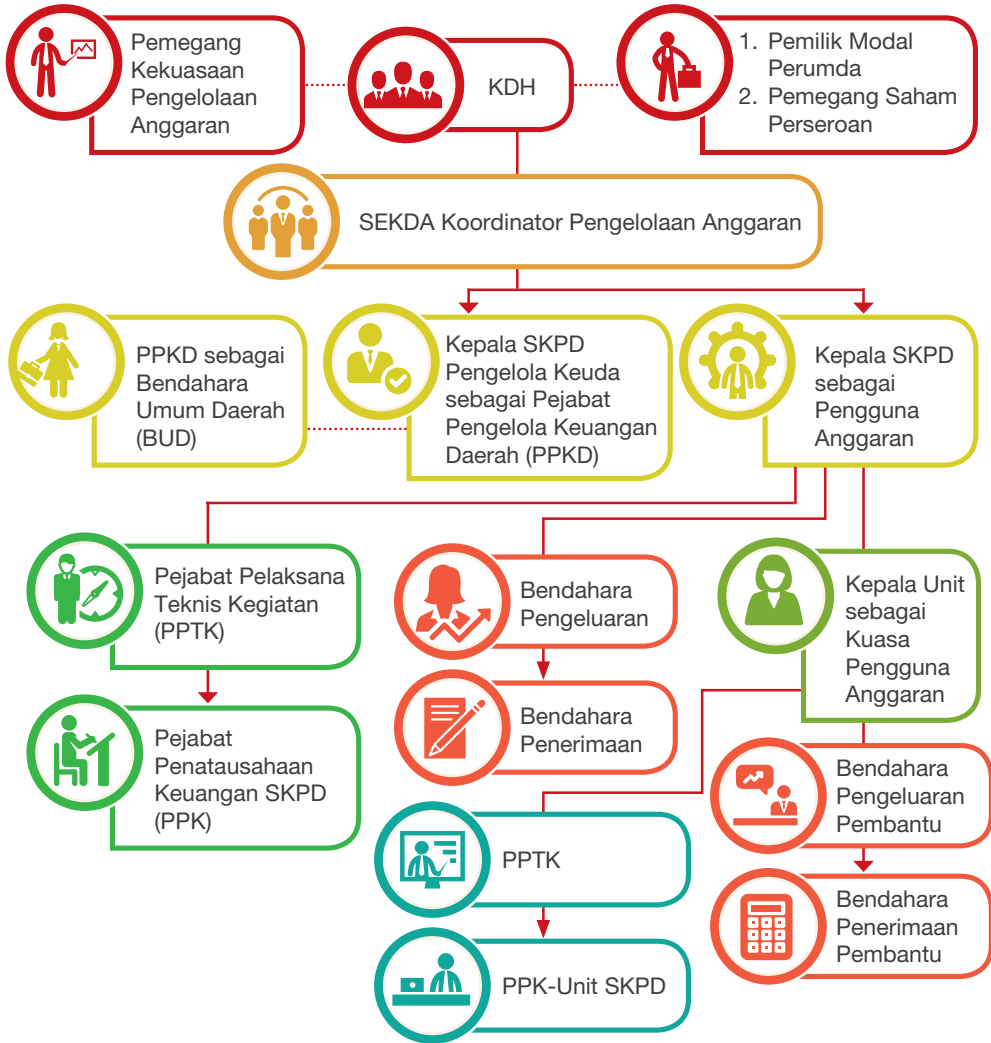 Pemegang
Kekuasaan
Pengelolaan
Anggaran
KDH
1. Pemilik Modal
Perumda
2. Pemegang Saham
Perseroan
SEKDA Koordinator Pengelolaan Anggaran
PPKD sebagai
Bendahara
Umum Daerah
(BUD)
Kepala SKPD
Pengelola Keuda
sebagai Pejabat
Pengelola Keuangan
Daerah (PPKD)
Kepala SKPD
sebagai
Pengguna
Anggaran
Pejabat Pelaksana
Teknis Kegiatan
(PPTK)
Bendahara
Pengeluaran
Kepala Unit
sebagai
Kuasa
Pengguna
Anggaran
Pejabat
Penatausahaan
Keuangan SKPD
(PPK)
Bendahara
Penerimaan
Bendahara
Pengeluaran
Pembantu
PPTK
Bendahara
Penerimaan
Pembantu
PPK-Unit SKPD